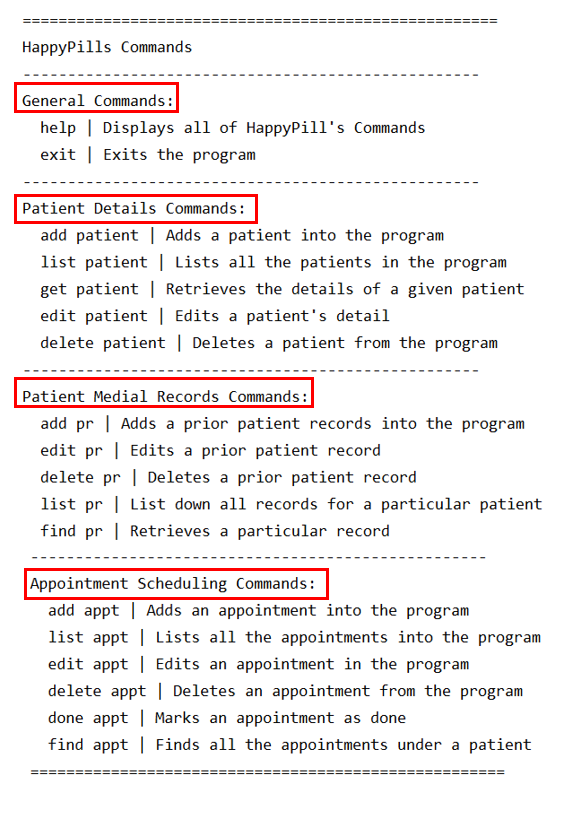 =====================================================
HappyPills Commands
---------------------------------------------------
General Commands:
help | Displays all of HappyPill's Commands
exit | Exits the program
---------------------------------------------------
Patient Details Commands:
add patient | Adds a patient into the program
list patient | Lists all the patients in the program
get patient | Retrieves the details of a given patient
edit patient | Edits a patient's detail
delete patient | Deletes a patient from the program
---------------------------------------------------
Patient Medial Records Commands:
add pr | Adds a prior patient records into the program
edit pr | Edits a prior patient record
delete pr | Deletes a prior patient record
list pr | List down all records for a particular patient
find pr | Retrieves a particular record
---------------------------------------------------
Appointment Scheduling Commands:
add appt | Adds an appointment into the program
list appt | Lists all the appointments into the program
edit appt | Edits an appointment in the program
delete appt | Deletes an appointment from the program
done appt | Marks an appointment as done
find appt | Finds all the appointments under a patient
=====================================================